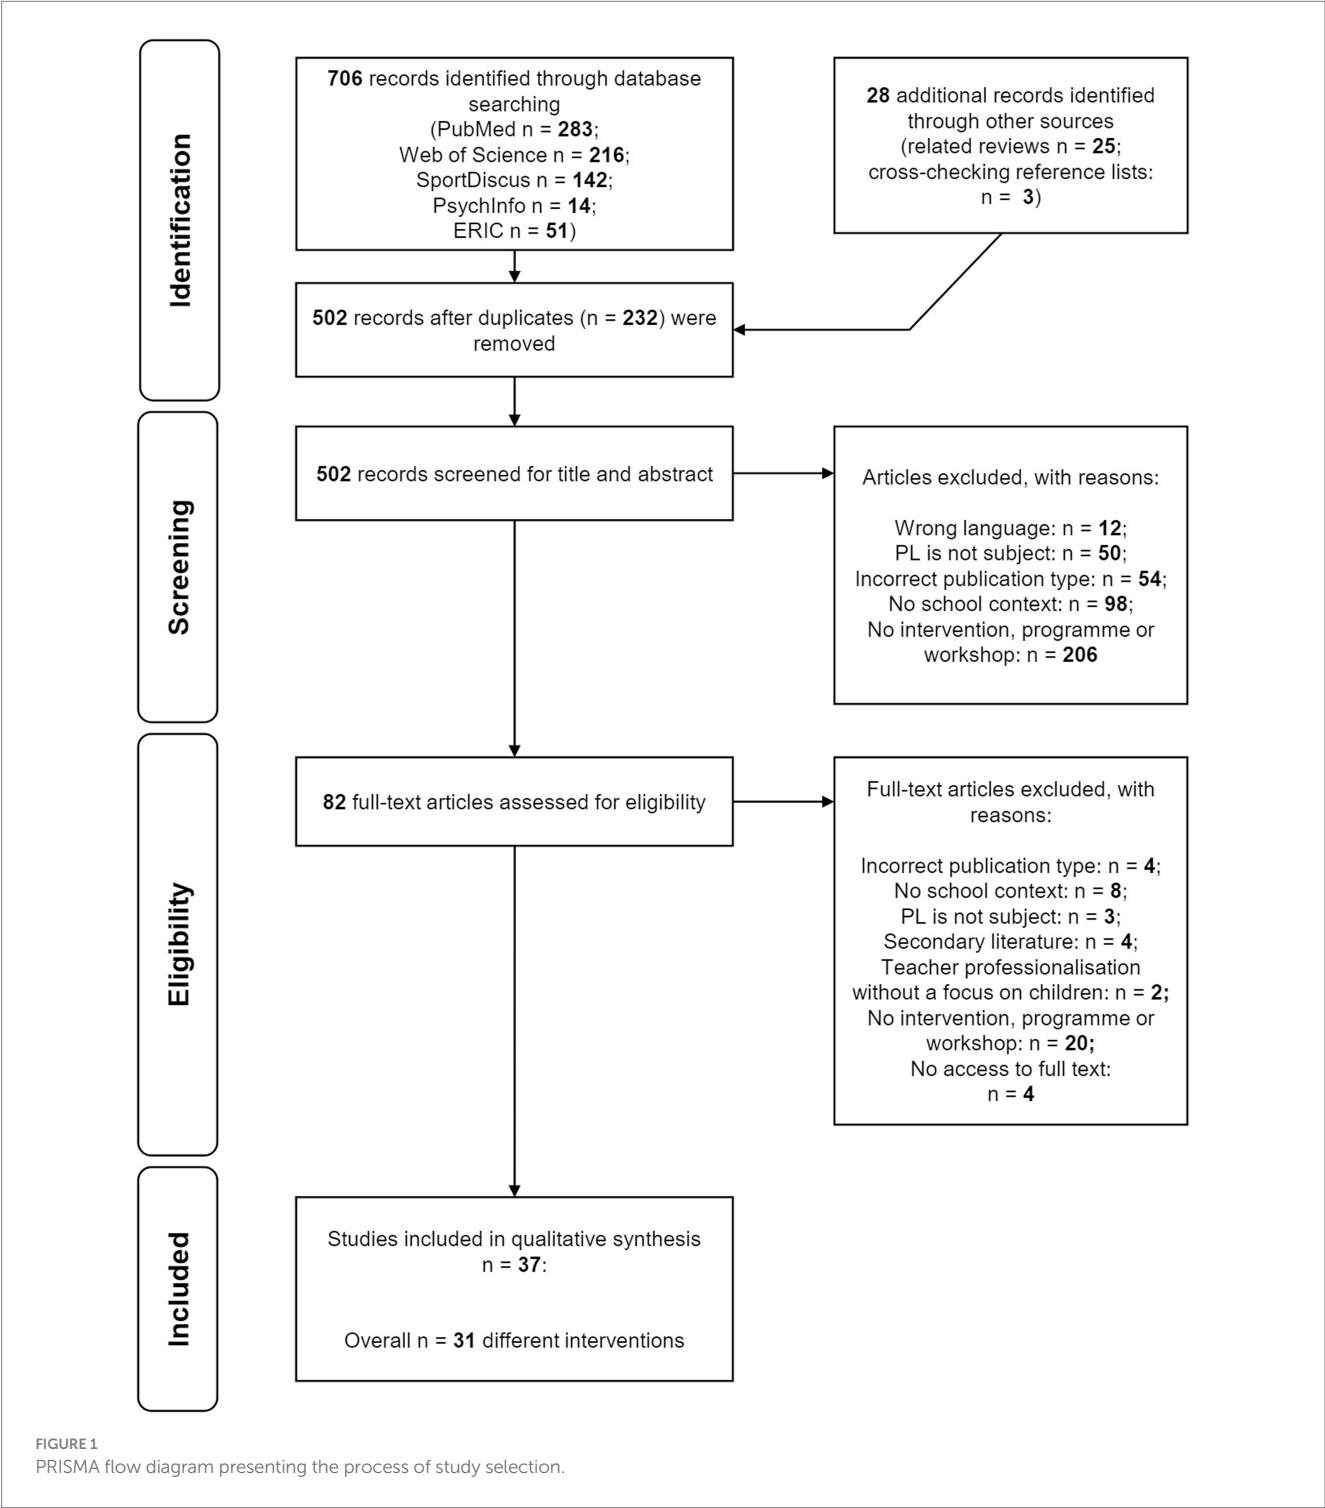 Identification
706 records identified through database
searching
(PubMed n = 283;
Web of Science n = 216;
SportDiscus n = 142;
PsychInfo n = 14;
ERIC n = 51)
28 additional records identified
through other sources
(related reviews n = 25;
cross-checking reference lists:
n = 3)
502 records after duplicates (n = 232) were
removed
Screening
502 records screened for title and abstract
Articles excluded, with reasons:
Wrong language: n = 12;
PL is not subject: n = 50;
Incorrect publication type: n = 54;
No school context: n = 98;
No intervention, programme or
workshop: n = 206
Eligibility
82 full-text articles assessed for eligibility
Full-text articles excluded, with
reasons:
Incorrect publication type: n = 4;
No school context: n = 8;
PL is not subject: n = 3;
Secondary literature: n = 4;
Teacher professionalisation
without a focus on children: n = 2;
No intervention, programme or
workshop: n = 20;
No access to full text:
n = 4
Included
Studies included in qualitative synthesis
n = 37:
Overall n = 31 different interventions
FIGURE 1
PRISMA flow diagram presenting the process of study selection.